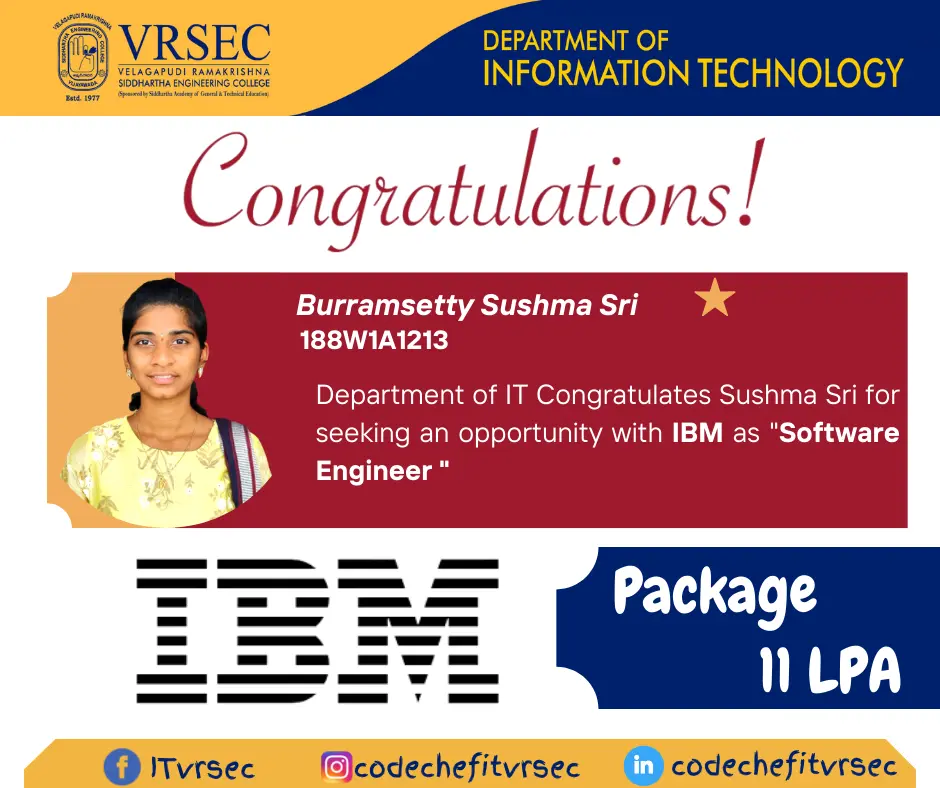 VELAGAPUDI RAMAKRISHNA
SIDDHARTHA ENGINEERING COLLEGE
VIJAYAWADA
Estd. 1977
VRSEC
VELAGAPUDI RAMAKRISHNA
SIDDHARTHA ENGINEERING COLLEGE
(Sponsored by Siddhartha Academy of General & Technical Education)
DEPARTMENT OF
INFORMATION TECHNOLOGY
Congratulations!
Burramsetty Sushma Sri
188W1A1213
Department of IT Congratulates Sushma Sri for
seeking an opportunity with IBM as "Software
Engineer "
IBM
Package
11 LPA
ITvrsec
codechefitvrsec
in codechefitvrsec